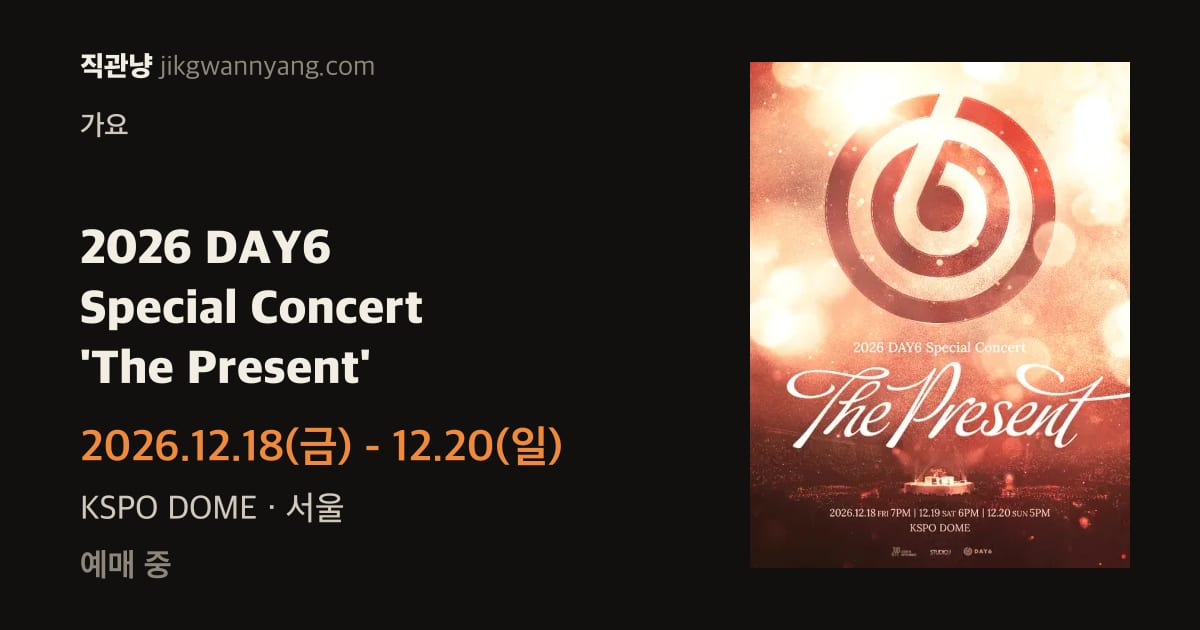 직관냥 jikgwannyang.com
가요
2026 DAY6
Special Concert
'The Present'
2026.12.18(금) - 12.20(일)
KSPO DOME · 서울
예매 중
2026 DAY6 Special Concert
The Present
2026.12.18 FRI 7PM | 12.19 SAT 6PM | 12.20 SUN 5PM
KSPO DOME
STUDIO J DAY6